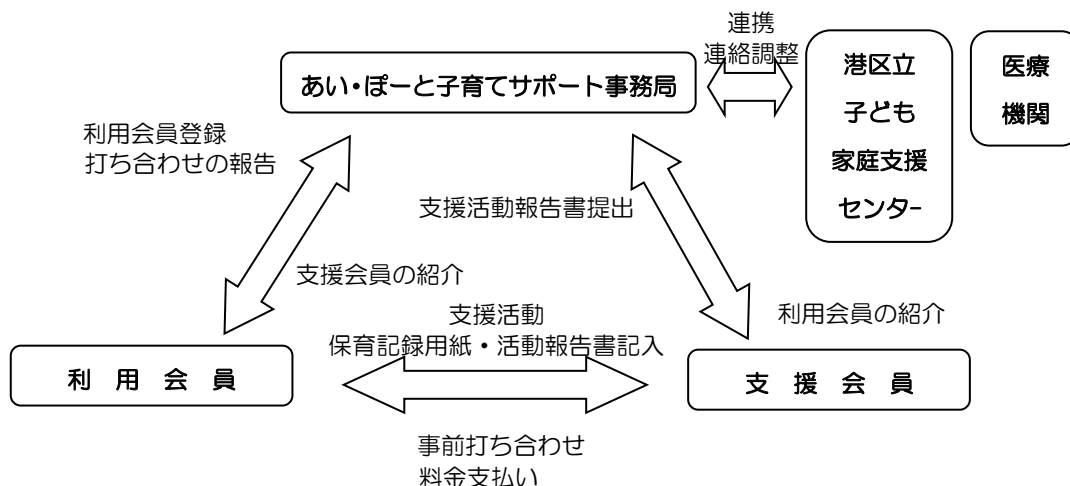 連携
連絡調整
あい・ぽーと子育てサポート事務局
港区立
子ども
家庭支援
センター
医療
機関
利用会員登録
打ち合わせの報告
支援活動報告書提出
支援会員の紹介
利用会員の紹介
支援活動
保育記録用紙・活動報告書記入
利 用 会 員
支 援 会 員
事前打ち合わせ
料金支払い